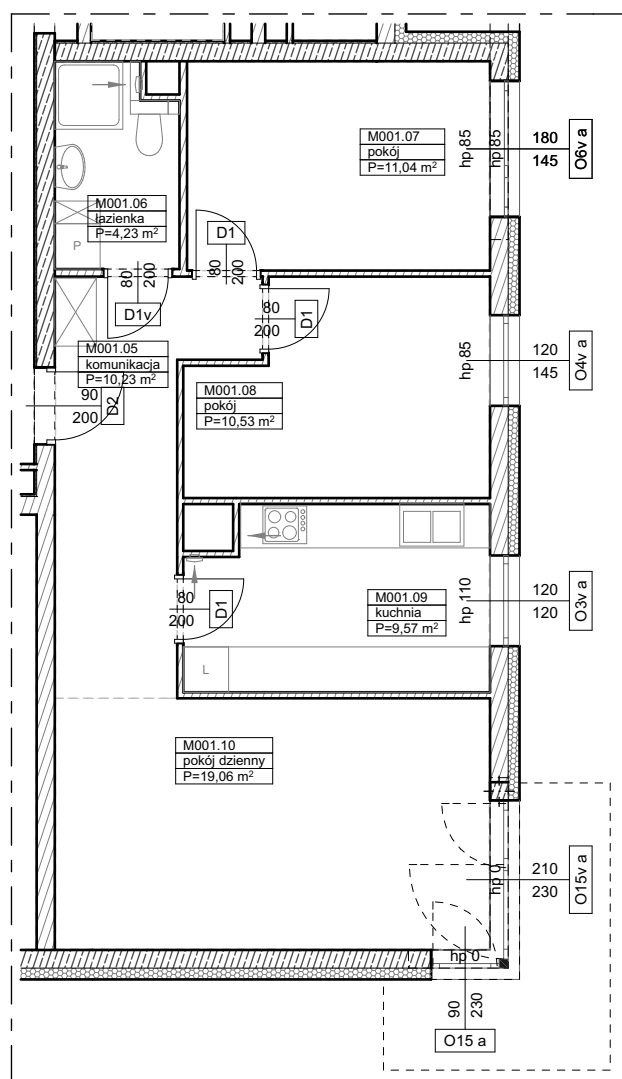 M001.07
pokój
P=11,04 m²
hp 85
hp 85
180
145
O6v a
M001.06
łazienka
P=4,23 m²
P
D1
80
200
80
200
D1v
80
200
D1
M001.05
komunikacja
P=10,23 m²
90
200
D2
M001.08
pokój
P=10,53 m²
hp 85
120
145
O4v a
80
200
D1
M001.09
kuchnia
P=9,57 m²
hp 110
120
120
O3v a
L
M001.10
pokój dzienny
P=19,06 m²
hp 0
210
230
O15v a
hp 0
90
230
O15 a